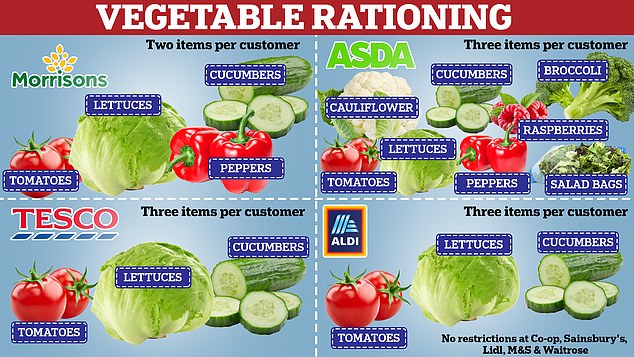 VEGETABLE RATIONING
Morrisons
Two items per customer
CUCUMBERS
LETTUCES
PEPPERS
TOMATOES
ASDA
Three items per customer
CUCUMBERS
BROCCOLI
CAULIFLOWER
RASPBERRIES
LETTUCES
TOMATOES
PEPPERS
SALAD BAGS
TESCO
Three items per customer
CUCUMBERS
LETTUCES
TOMATOES
ALDI
Three items per customer
LETTUCES
CUCUMBERS
TOMATOES
No restrictions at Co-op, Sainsbury's,
Lidl, M&S & Waitrose